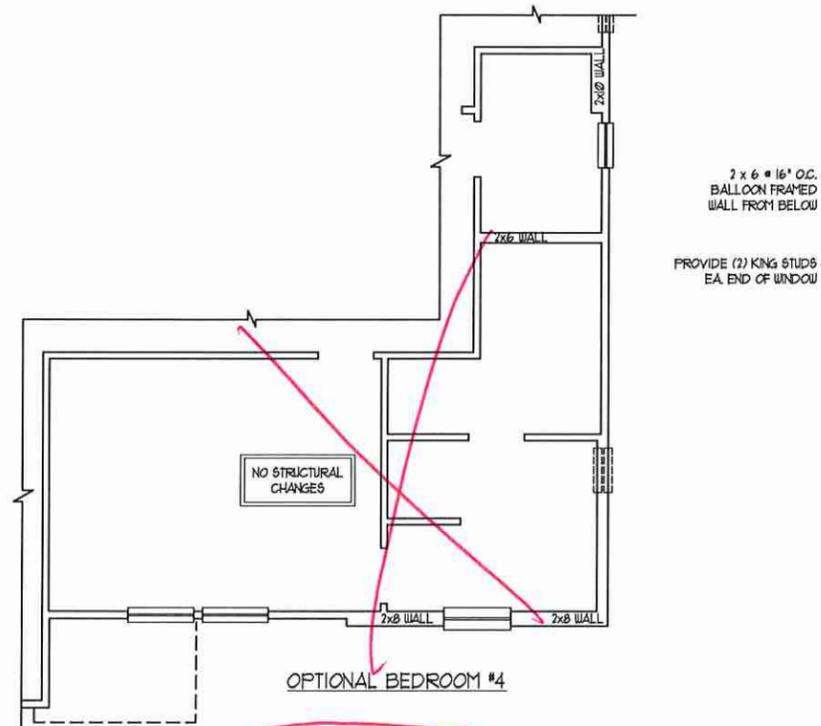 2x10 WALL
2 x 6 @ 16" O.C.
BALLOON FRAMED
WALL FROM BELOW
2x6 WALL
PROVIDE (2) KING STUDS
EA. END OF WINDOW
NO STRUCTURAL
CHANGES
2x8 WALL
2x8 WALL
OPTIONAL BEDROOM #4